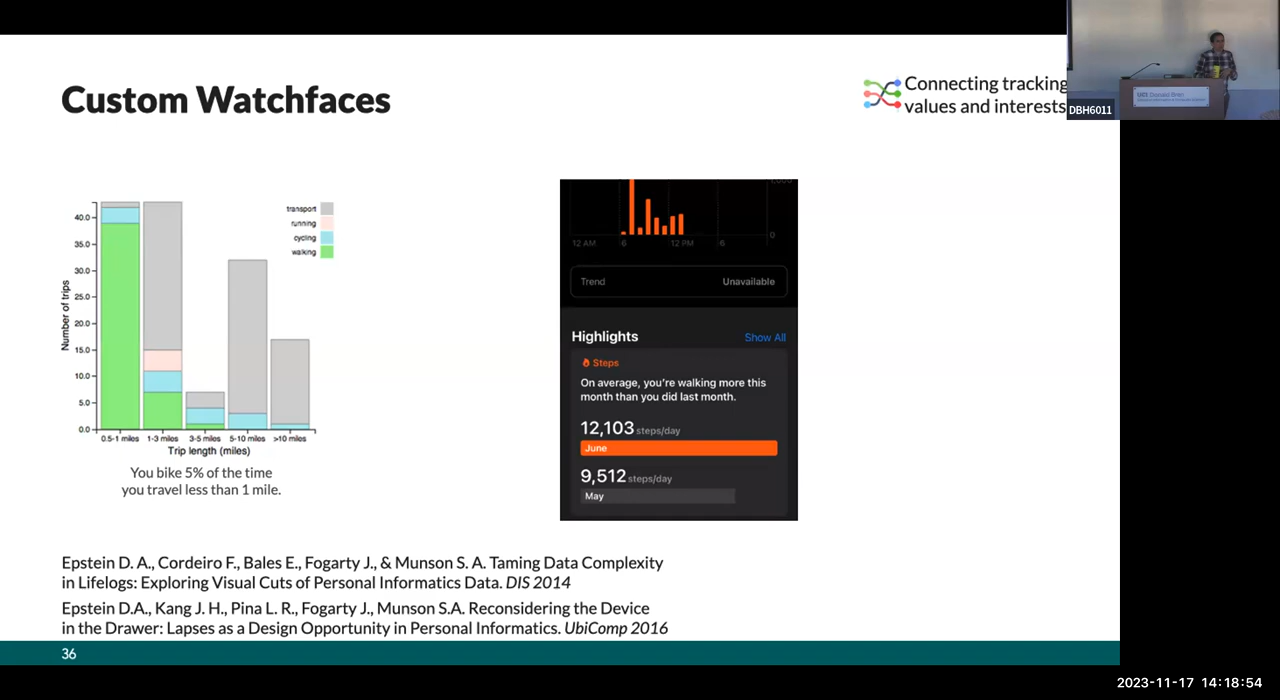 Custom Watchfaces
Connecting tracking
values and interests
DBH6011
transport
running
cycling
walking
40.0
35.0
30.0
25.0
20.0
15.0
10.0
5.0
0.0
Number of trips
0.5-1 miles
1-3 miles
3-5 miles
5-10 miles
>10 miles
Trip length (miles)
You bike 5% of the time
you travel less than 1 mile.
0
12 AM
6
12 PM
6
Trend
Unavailable
Highlights
Show All
Steps
On average, you're walking more this
month than you did last month.
12,103 steps/day
June
9,512 steps/day
May
Epstein D. A., Cordeiro F., Bales E., Fogarty J., & Munson S. A. Taming Data Complexity
in Lifelogs: Exploring Visual Cuts of Personal Informatics Data. DIS 2014
Epstein D.A., Kang J. H., Pina L. R., Fogarty J., Munson S.A. Reconsidering the Device
in the Drawer: Lapses as a Design Opportunity in Personal Informatics. UbiComp 2016
36
2023-11-17 14:18:54